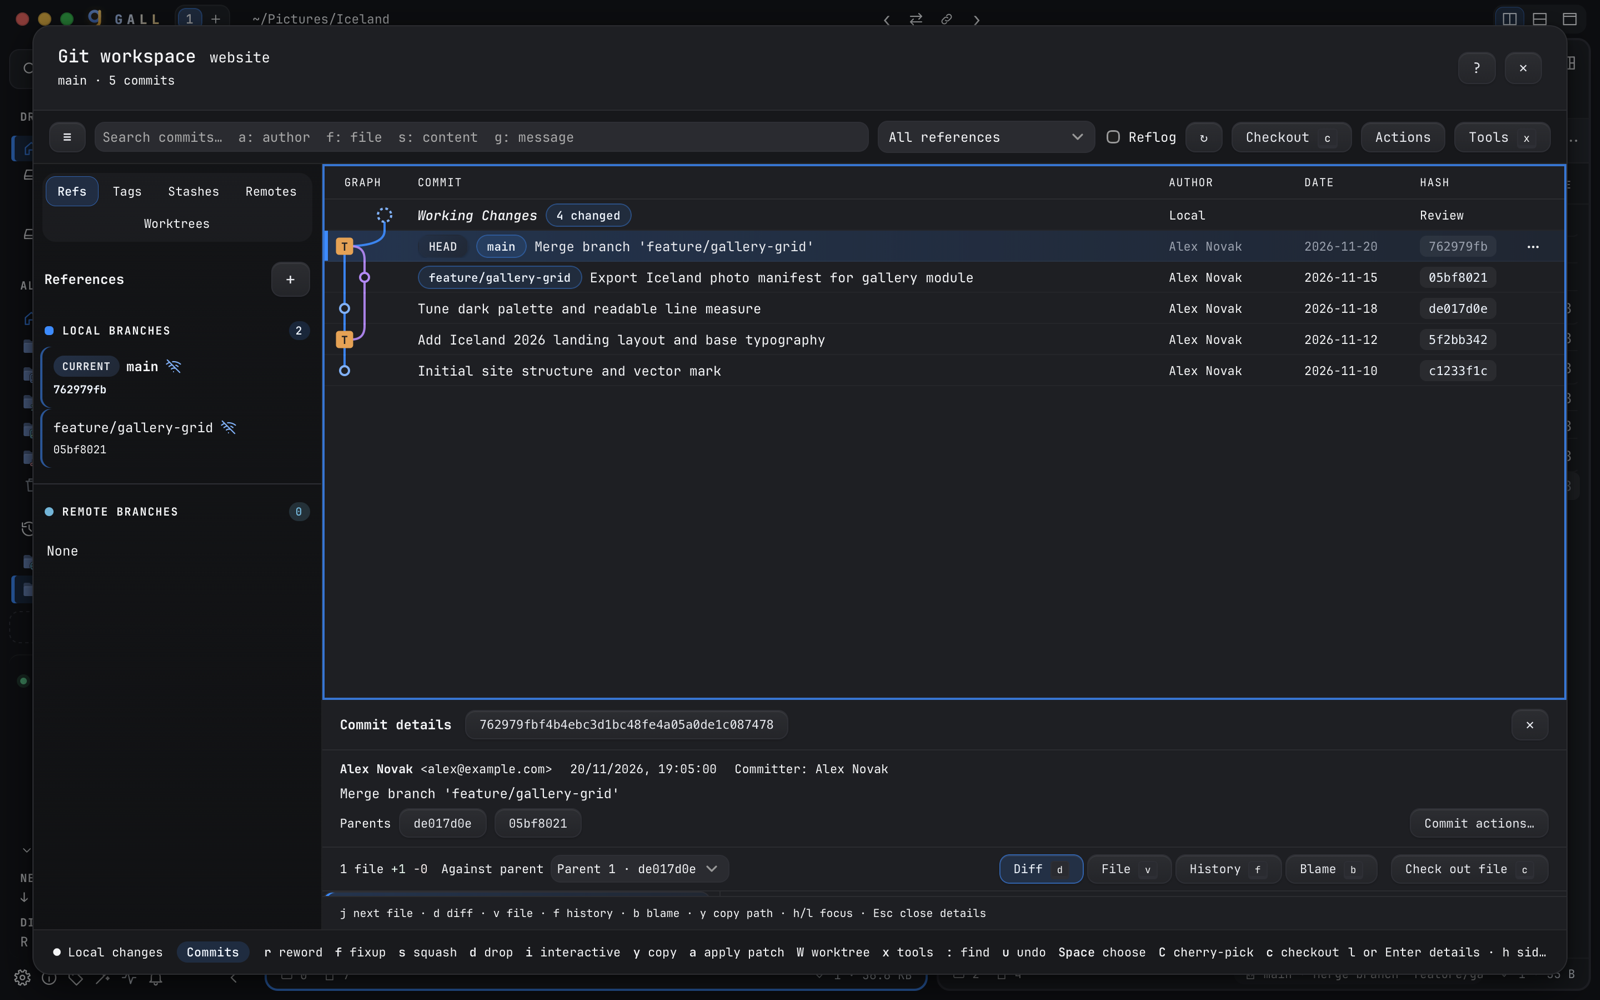 GALL 1 + ~/Pictures/Iceland
Git workspace website
main · 5 commits
? ×
Search commits… a: author f: file s: content g: message
All references
Reflog
Checkout c
Actions
Tools x
Refs Tags Stashes Remotes
Worktrees
References +
LOCAL BRANCHES 2
CURRENT main
762979fb
feature/gallery-grid
05bf8021
REMOTE BRANCHES 0
None
GRAPH COMMIT AUTHOR DATE HASH
Working Changes 4 changed Local Review
T HEAD main Merge branch 'feature/gallery-grid' Alex Novak 2026-11-20 762979fb ···
feature/gallery-grid Export Iceland photo manifest for gallery module Alex Novak 2026-11-15 05bf8021
Tune dark palette and readable line measure Alex Novak 2026-11-18 de017d0e
T Add Iceland 2026 landing layout and base typography Alex Novak 2026-11-12 5f2bb342
Initial site structure and vector mark Alex Novak 2026-11-10 c1233f1c
Commit details 762979fbf4b4ebc3d1bc48fe4a05a0de1c087478 ×
Alex Novak <alex@example.com> 20/11/2026, 19:05:00 Committer: Alex Novak
Merge branch 'feature/gallery-grid'
Parents de017d0e 05bf8021 Commit actions…
1 file +1 -0 Against parent Parent 1 · de017d0e Diff d File v History f Blame b Check out file c
j next file · d diff · v file · f history · b blame · y copy path · h/l focus · Esc close details
Local changes Commits r reword f fixup s squash d drop i interactive y copy a apply patch W worktree x tools : find u undo Space choose C cherry-pick c checkout l or Enter details · h sid…